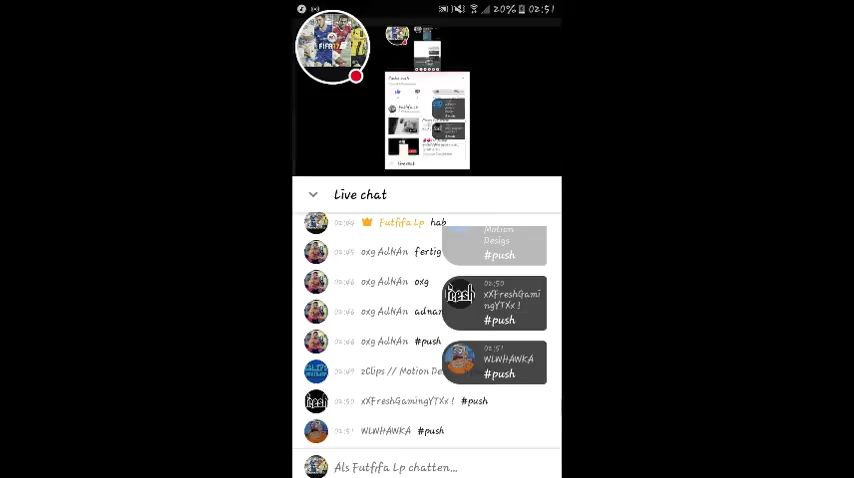 20% 02:51
FIFA 17
Live chat
02:44 Futfifa Lp hab
02:45 oxg AdNAn fertig
02:46 oxg AdNAn oxg
02:46 oxg AdNAn adnan
02:46 oxg AdNAn #push
02:49 2Clips // Motion De
02:50 xXFreshGamingYTXx! #push
02:51 WLWHAWKA #push
Motion
Desigs
#push
02:50
xXFreshGami
ngYTXx!
#push
02:51
WLWHAWKA
#push
Als Futfifa Lp chatten...